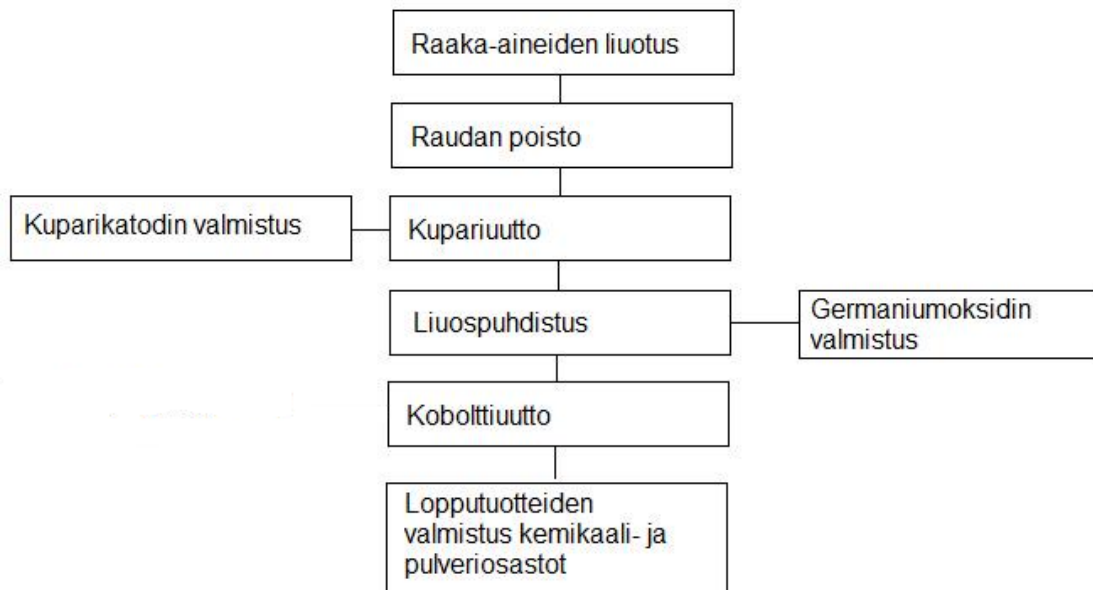 Raaka-aineiden liuotus
Raudan poisto
Kuparikatodin valmistus
Kupariuutto
Liuospuhdistus
Germaniumoksidin
valmistus
Kobolttiuutto
Lopputuotteiden
valmistus kemikaali- ja
pulveriosastot